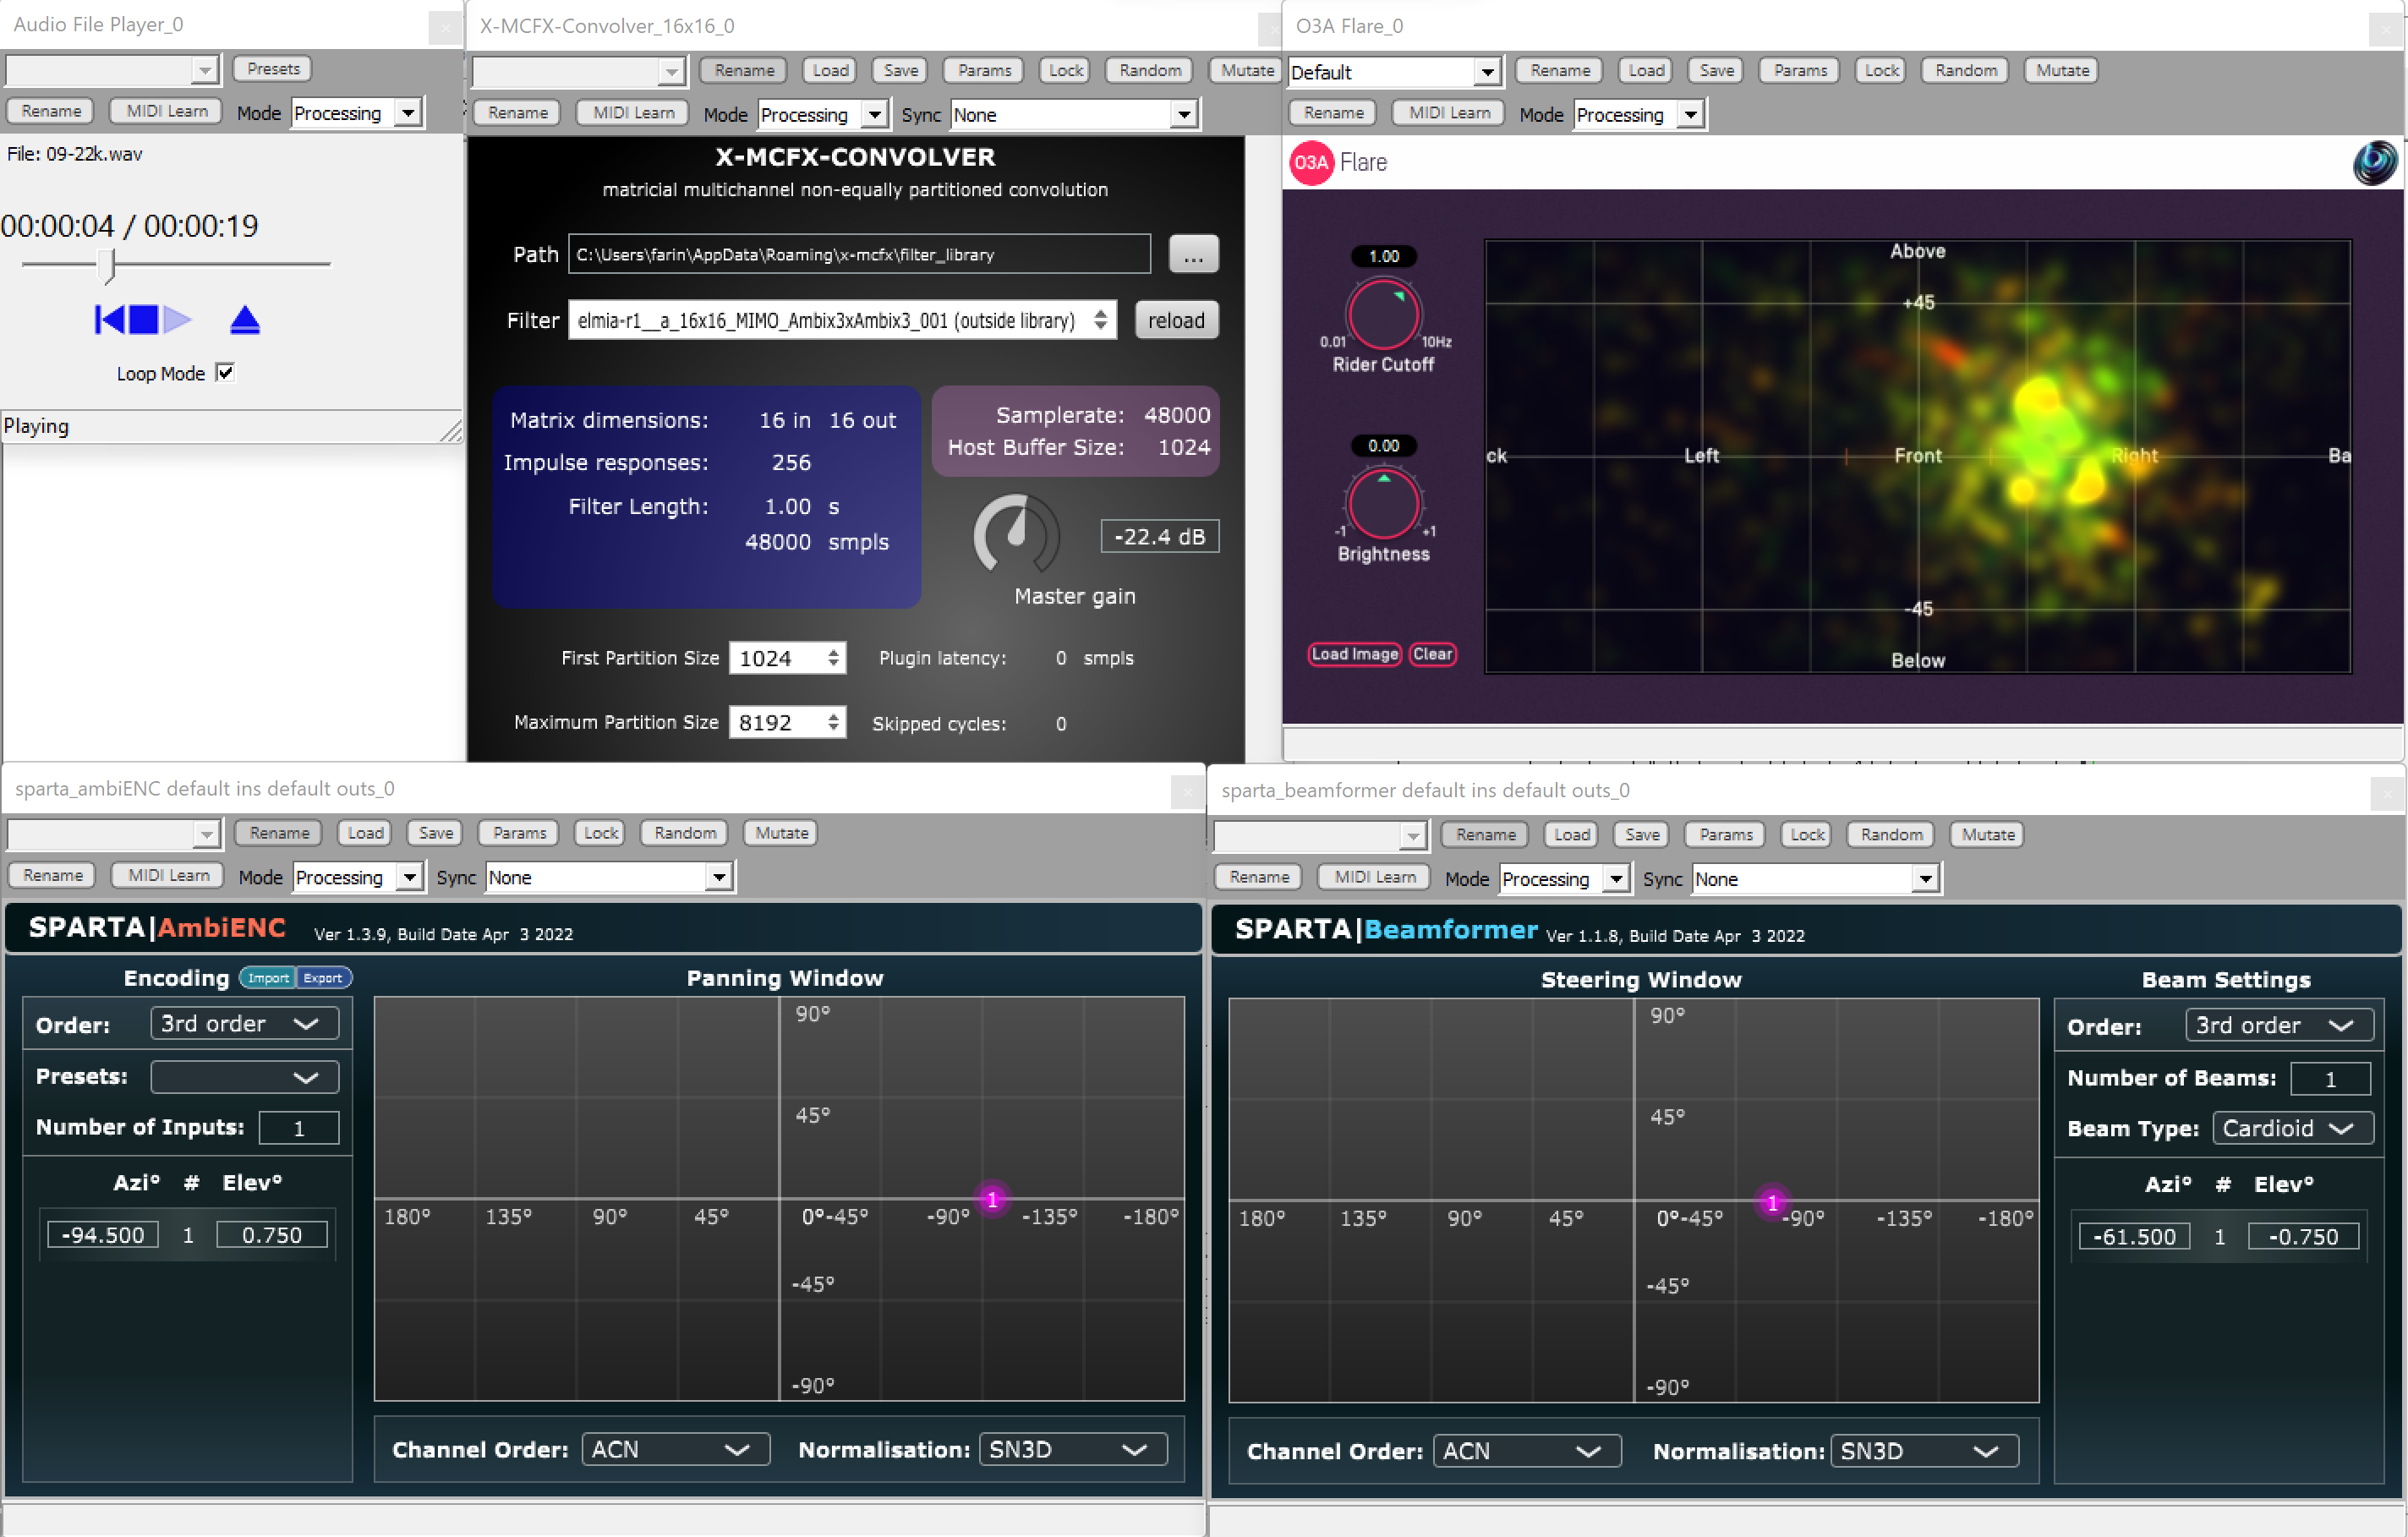 Audio File Player_0
Presets
Rename MIDI Learn Mode Processing
File: 09-22k.wav
00:00:04 / 00:00:19
Loop Mode
Playing
X-MCFX-Convolver_16x16_0
Rename Load Save Params Lock Random Mutate
Rename MIDI Learn Mode Processing Sync None
X-MCFX-CONVOLVER
matricial multichannel non-equally partitioned convolution
Path C:\Users\farin\AppData\Roaming\x-mcfx\filter_library ...
Filter elmia-r1__a_16x16_MIMO_Ambix3xAmbix3_001 (outside library) reload
Matrix dimensions: 16 in 16 out
Impulse responses: 256
Filter Length: 1.00 s
48000 smpls
Samplerate: 48000
Host Buffer Size: 1024
-22.4 dB
Master gain
First Partition Size 1024 Plugin latency: 0 smpls
Maximum Partition Size 8192 Skipped cycles: 0
O3A Flare_0
Default Rename Load Save Params Lock Random Mutate
Rename MIDI Learn Mode Processing
O3A Flare
1.00
0.01 10Hz
Rider Cutoff
0.00
-1 +1
Brightness
Load Image Clear
Above
+45
ck Left Front Right Ba
-45
Below
sparta_ambiENC default ins default outs_0
Rename Load Save Params Lock Random Mutate
Rename MIDI Learn Mode Processing Sync None
SPARTA|AmbiENC Ver 1.3.9, Build Date Apr 3 2022
Encoding Import Export
Order: 3rd order
Presets:
Number of Inputs: 1
Azi° # Elev°
-94.500 1 0.750
Panning Window
90°
45°
1
180° 135° 90° 45° 0° -45° -90° -135° -180°
-45°
-90°
Channel Order: ACN Normalisation: SN3D
sparta_beamformer default ins default outs_0
Rename Load Save Params Lock Random Mutate
Rename MIDI Learn Mode Processing Sync None
SPARTA|Beamformer Ver 1.1.8, Build Date Apr 3 2022
Steering Window
90°
45°
1
180° 135° 90° 45° 0° -45° -90° -135° -180°
-45°
-90°
Channel Order: ACN Normalisation: SN3D
Beam Settings
Order: 3rd order
Number of Beams: 1
Beam Type: Cardioid
Azi° # Elev°
-61.500 1 -0.750